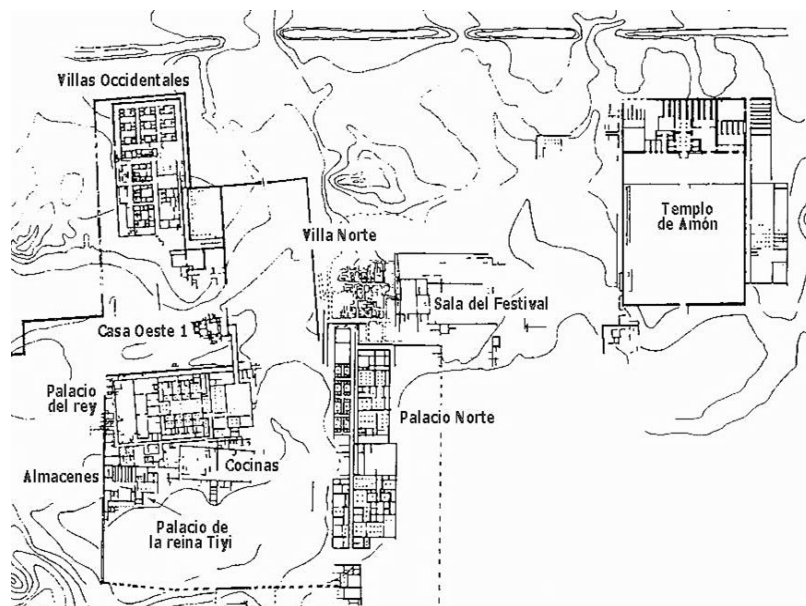 Villas Occidentales
Templo
de Amón
Villa Norte
Sala del Festival
Casa Oeste 1
Palacio
del rey
Palacio Norte
Almacenes
Cocinas
Palacio de
la reina Tiyi